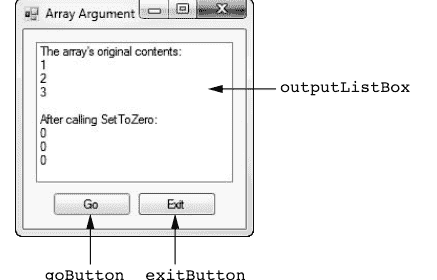 Array Argument
The array's original contents:
1
2
3
After calling SetToZero:
0
0
0
outputListBox
Go
Exit
goButton
exitButton